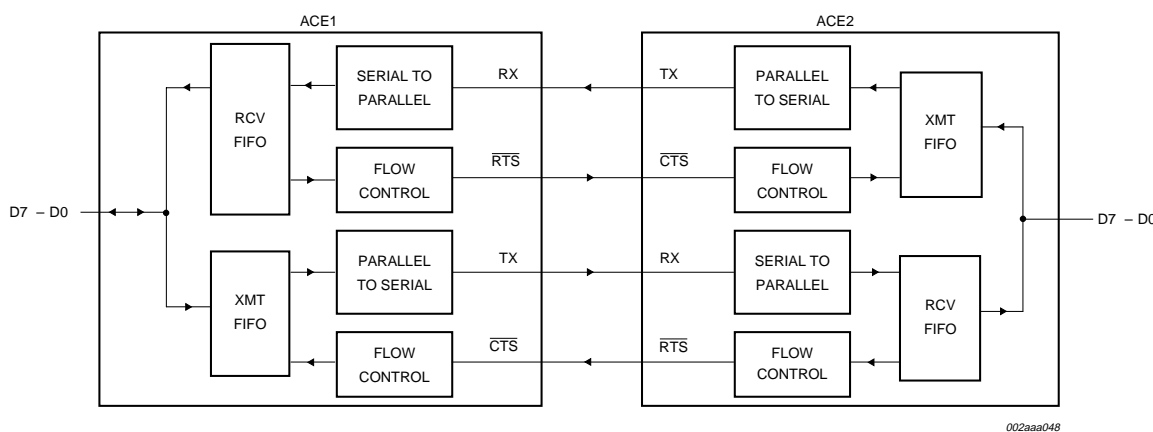 ACE1
ACE2
RCV
FIFO
SERIAL TO
PARALLEL
RX
TX
PARALLEL
TO SERIAL
XMT
FIFO
FLOW
CONTROL
RTS
CTS
FLOW
CONTROL
D7 – D0
D7 – D0
XMT
FIFO
PARALLEL
TO SERIAL
TX
RX
SERIAL TO
PARALLEL
RCV
FIFO
FLOW
CONTROL
CTS
RTS
FLOW
CONTROL
002aaa048